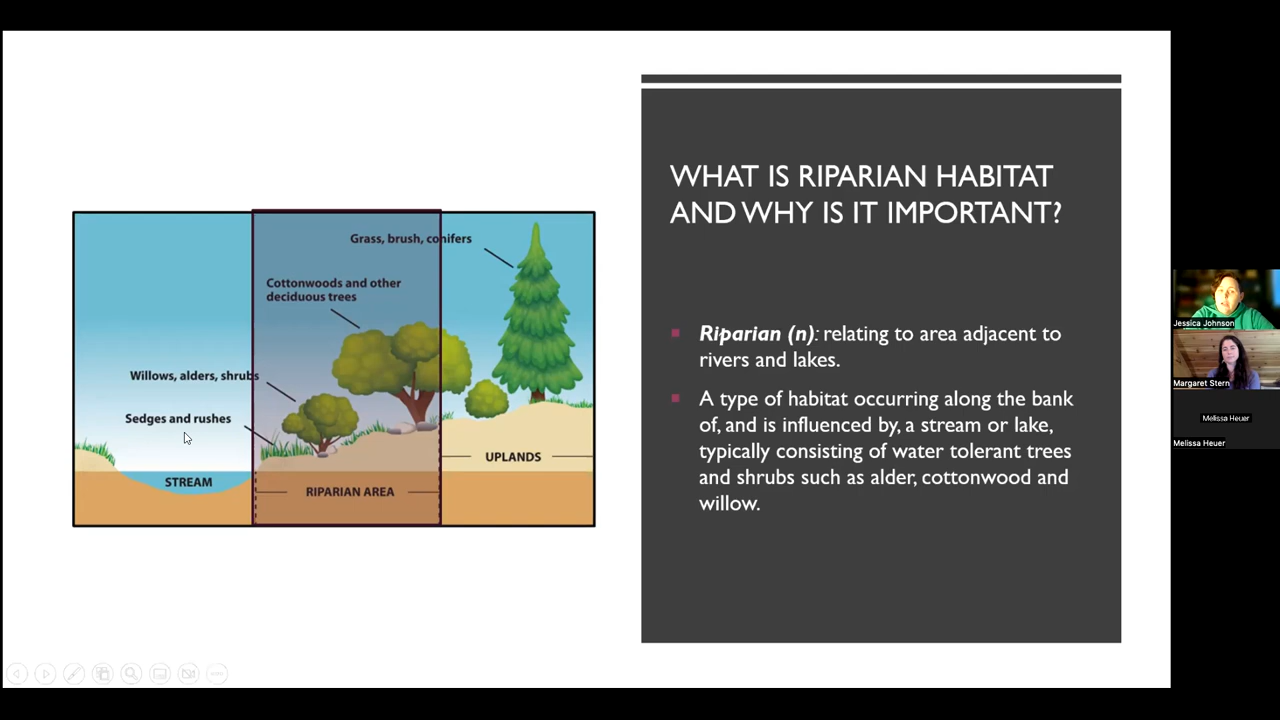 WHAT IS RIPARIAN HABITAT
AND WHY IS IT IMPORTANT?
Grass, brush, conifers
Cottonwoods and other
deciduous trees
Willows, alders, shrubs
Sedges and rushes
STREAM
RIPARIAN AREA
UPLANDS
Riparian (n): relating to area adjacent to
rivers and lakes.
A type of habitat occurring along the bank
of, and is influenced by, a stream or lake,
typically consisting of water tolerant trees
and shrubs such as alder, cottonwood and
willow.
Jessica Johnson
Margaret Stern
Melissa Heuer
Melissa Heuer